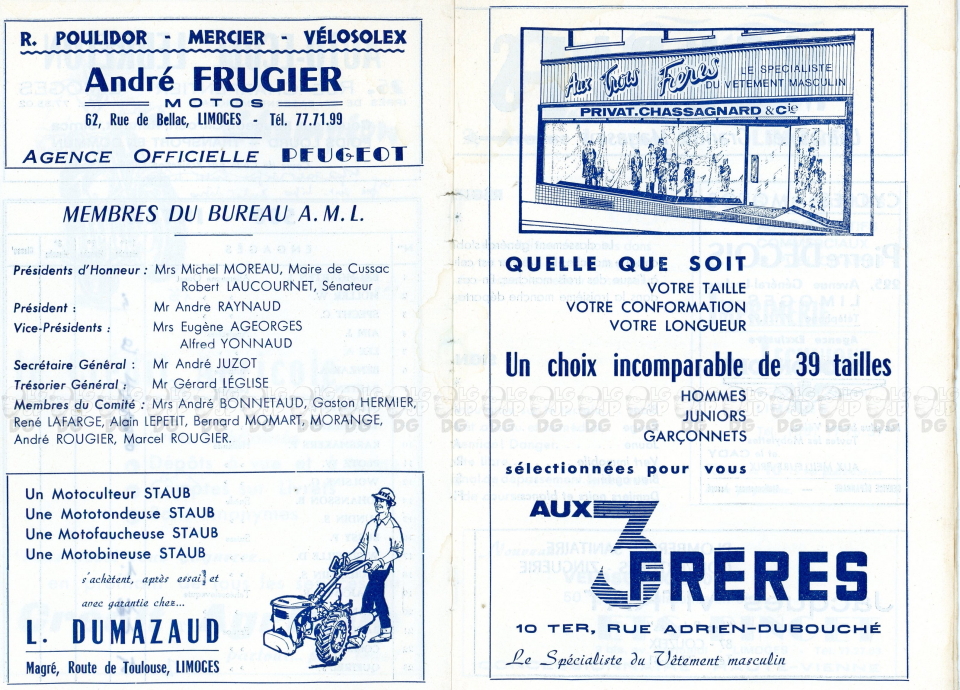 R. POULIDOR - MERCIER - VÉLOSOLEX
André FRUGIER
MOTOS
62, Rue de Bellac, LIMOGES - Tél. 77.71.99
AGENCE OFFICIELLE PEUGEOT
MEMBRES DU BUREAU A.M.L.
Présidents d'Honneur : Mrs Michel MOREAU, Maire de Cussac
Robert LAUCOURNET, Sénateur
Président : Mr Andre RAYNAUD
Vice-Présidents : Mrs Eugène AGEORGES
Alfred YONNAUD
Secrétaire Général : Mr André JUZOT
Trésorier Général : Mr Gérard LÉGLISE
Membres du Comité : Mrs André BONNETAUD, Gaston HERMIER,
René LAFARGE, Alain LEPETIT, Bernard MOMART, MORANGE,
André ROUGIER, Marcel ROUGIER.
Un Motoculteur STAUB
Une Mototondeuse STAUB
Une Motofaucheuse STAUB
Une Motobineuse STAUB
s'achètent, après essai et
avec garantie chez...
L. DUMAZAUD
Magré, Route de Toulouse, LIMOGES
Aux Trois Frères
LE SPECIALISTE
DU VETEMENT MASCULIN
PRIVAT. CHASSAGNARD & Cie
QUELLE QUE SOIT
VOTRE TAILLE
VOTRE CONFORMATION
VOTRE LONGUEUR
Un choix incomparable de 39 tailles
HOMMES
JUNIORS
GARÇONNETS
sélectionnées pour vous
AUX 3 FRÈRES
10 TER, RUE ADRIEN-DUBOUCHÉ
Le Spécialiste du Vêtement masculin